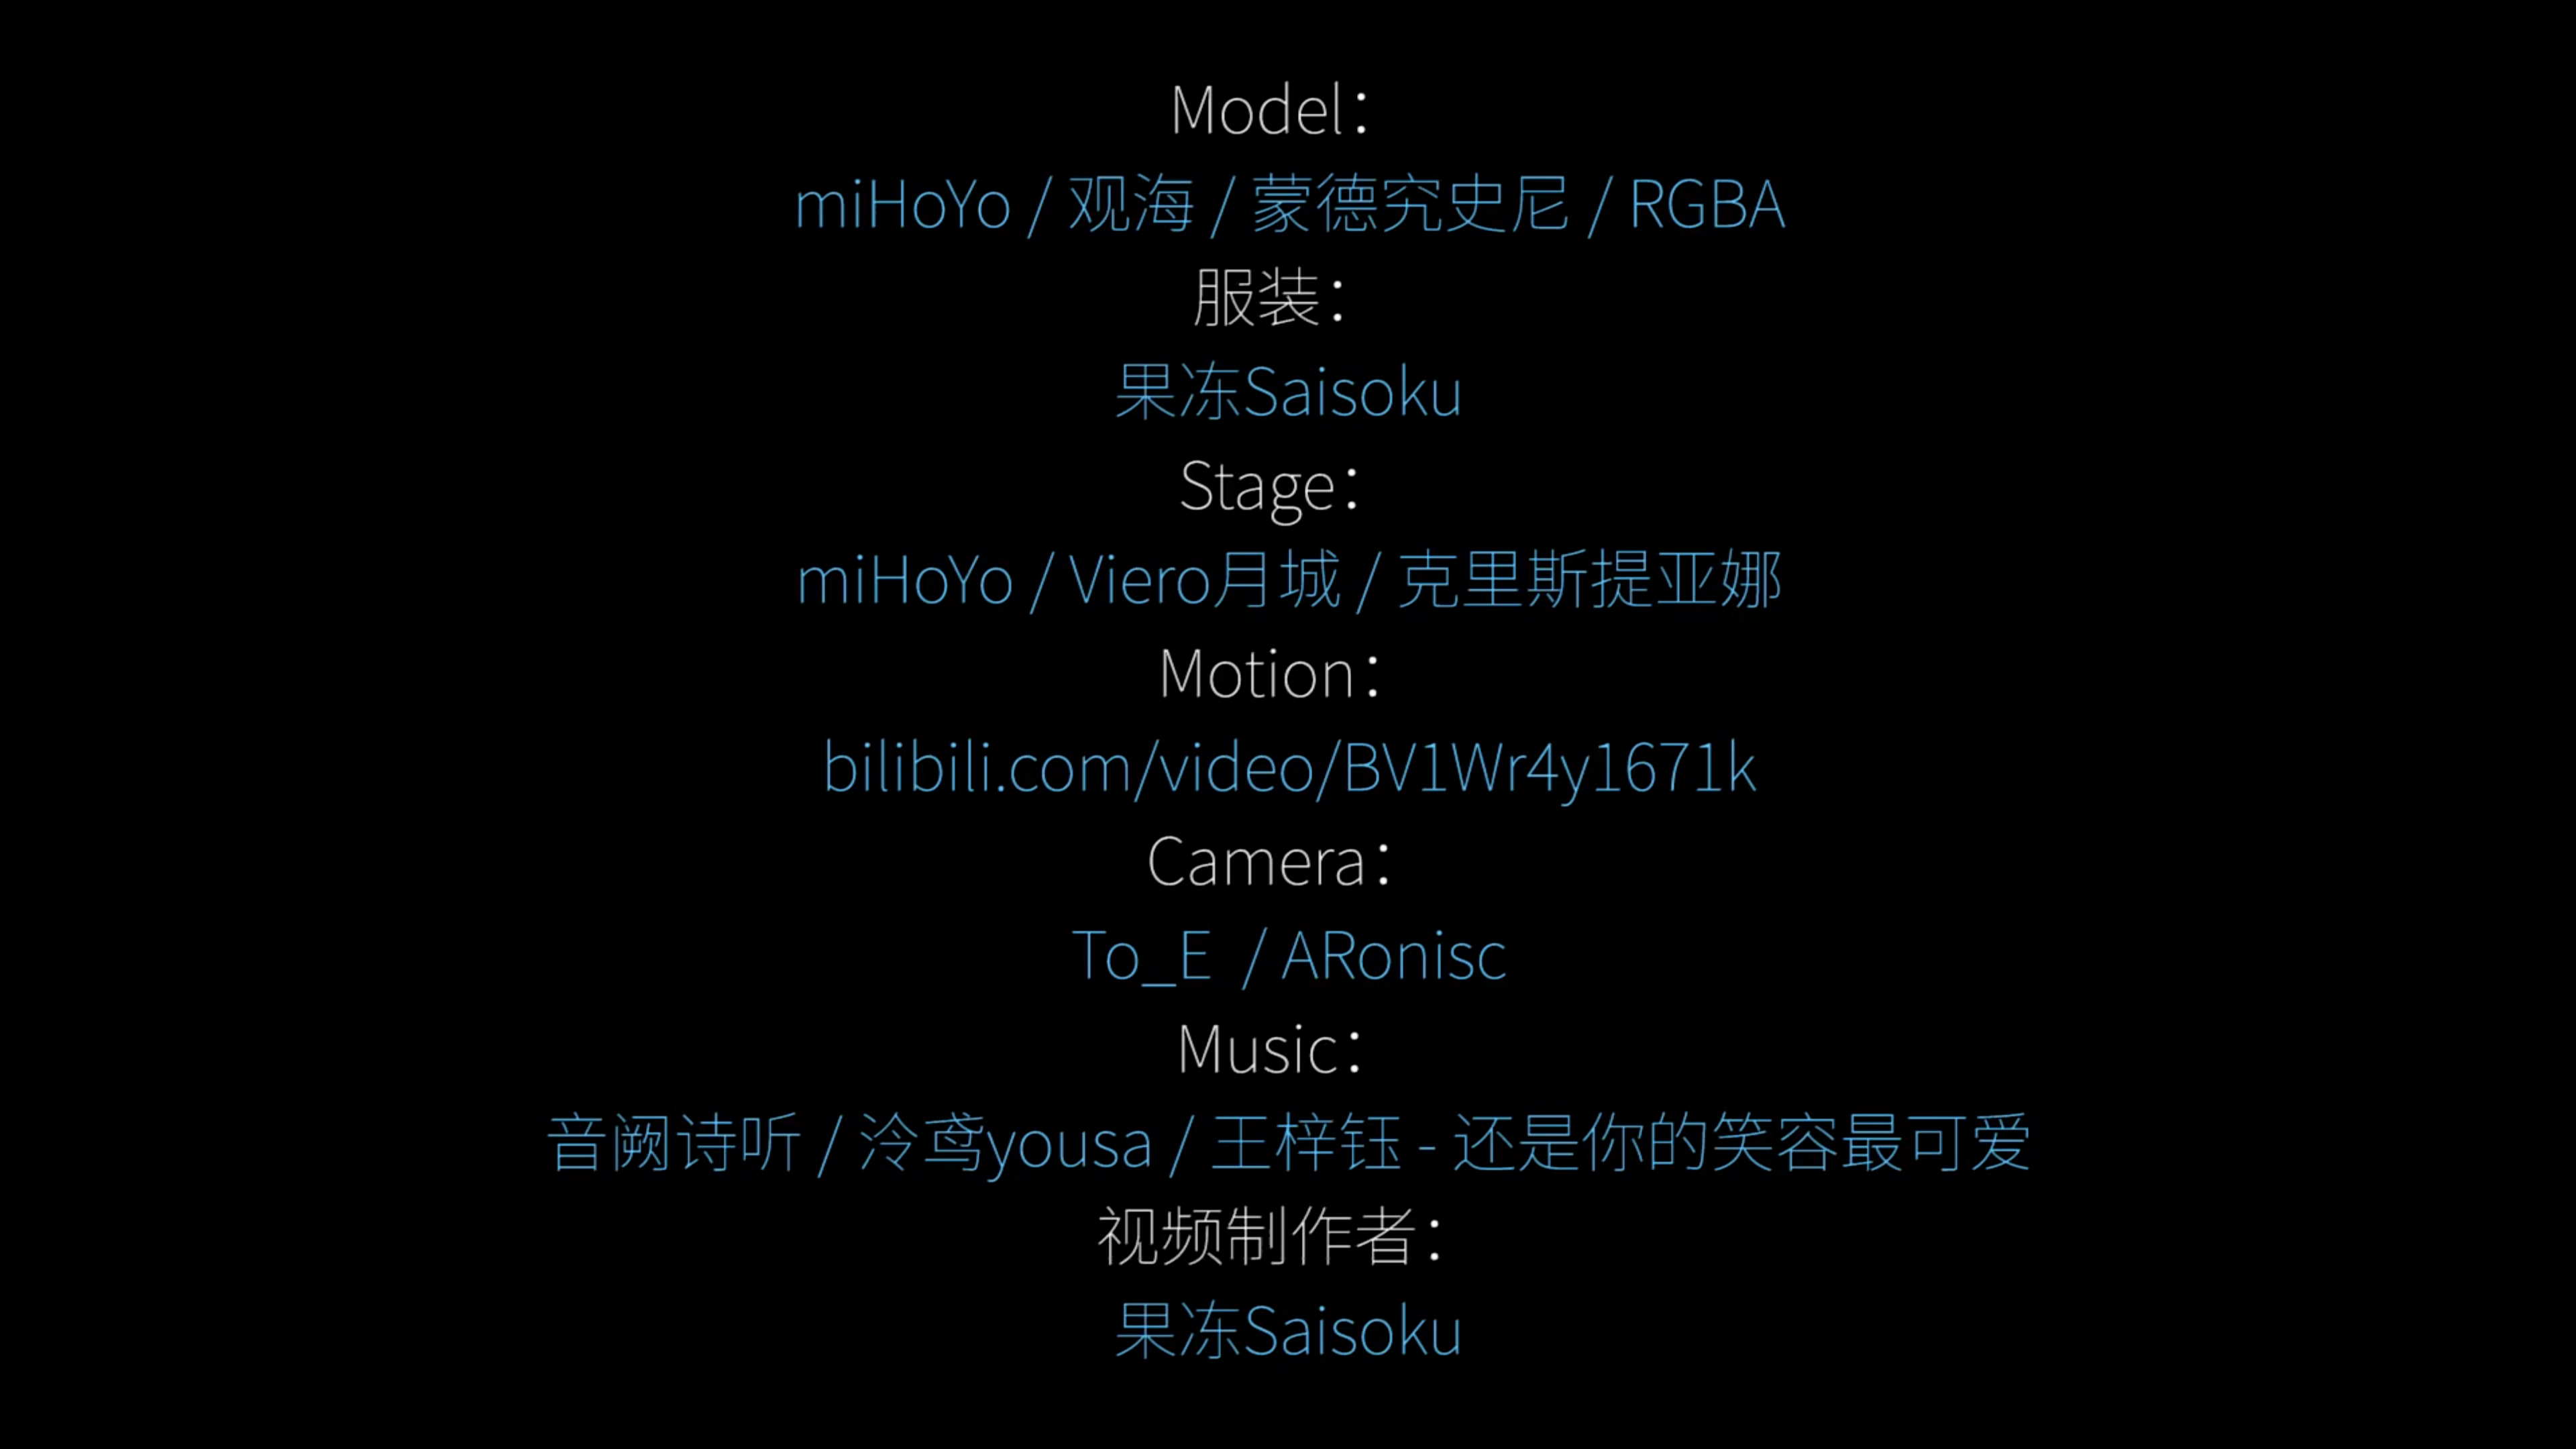 Model：
miHoYo / 观海 / 蒙德究史尼 / RGBA
服装：
果冻Saisoku
Stage：
miHoYo / Viero月城 / 克里斯提亚娜
Motion：
bilibili.com/video/BV1Wr4y1671k
Camera：
To_E  / ARonisc
Music：
音阙诗听 / 泠鸢yousa / 王梓钰 - 还是你的笑容最可爱
视频制作者：
果冻Saisoku